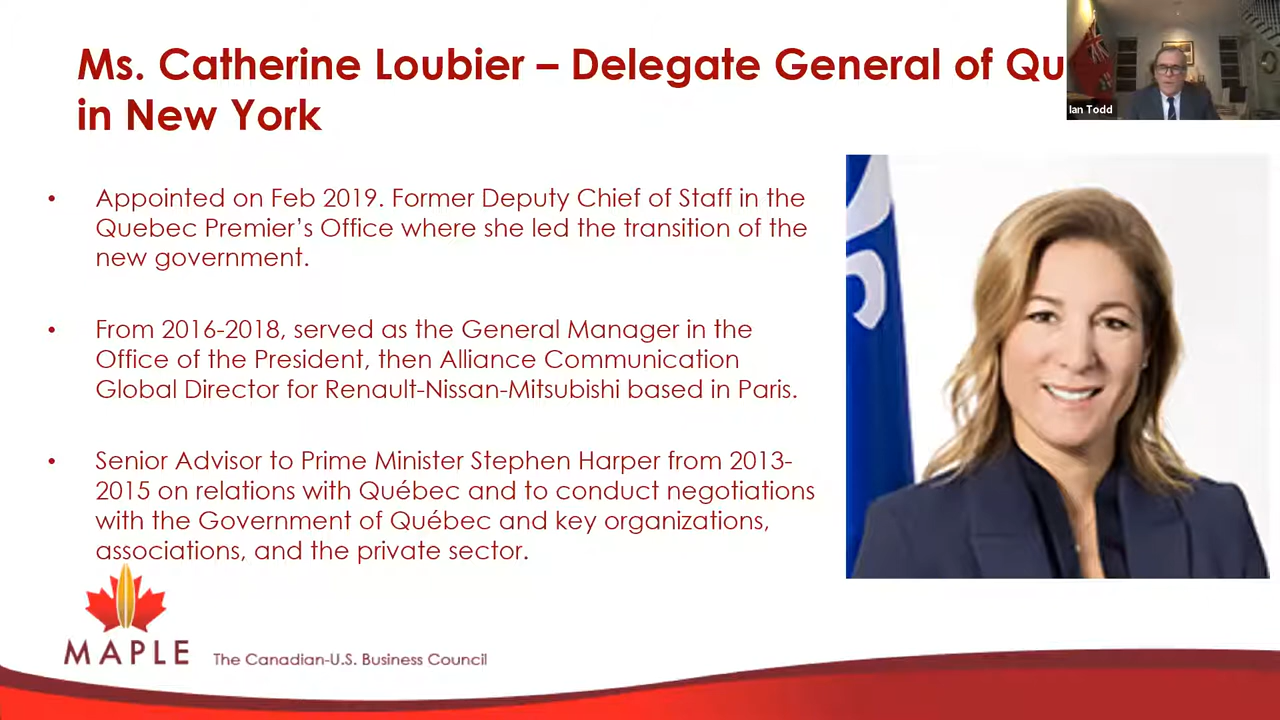 Ms. Catherine Loubier – Delegate General of Qu
in New York
Ian Todd
• Appointed on Feb 2019. Former Deputy Chief of Staff in the
Quebec Premier’s Office where she led the transition of the
new government.
• From 2016-2018, served as the General Manager in the
Office of the President, then Alliance Communication
Global Director for Renault-Nissan-Mitsubishi based in Paris.
• Senior Advisor to Prime Minister Stephen Harper from 2013-
2015 on relations with Québec and to conduct negotiations
with the Government of Québec and key organizations,
associations, and the private sector.
MAPLE
The Canadian-U.S. Business Council